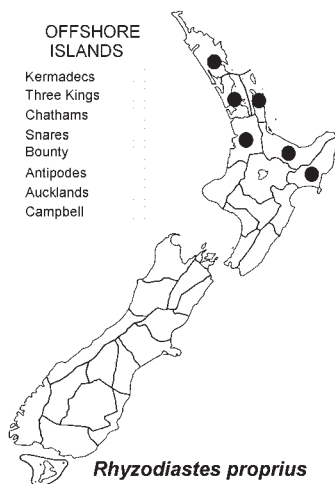 OFFSHORE
ISLANDS
Kermadecs
Three Kings
Chathams
Snares
Bounty
Antipodes
Aucklands
Campbell
Rhyzodiastes proprius